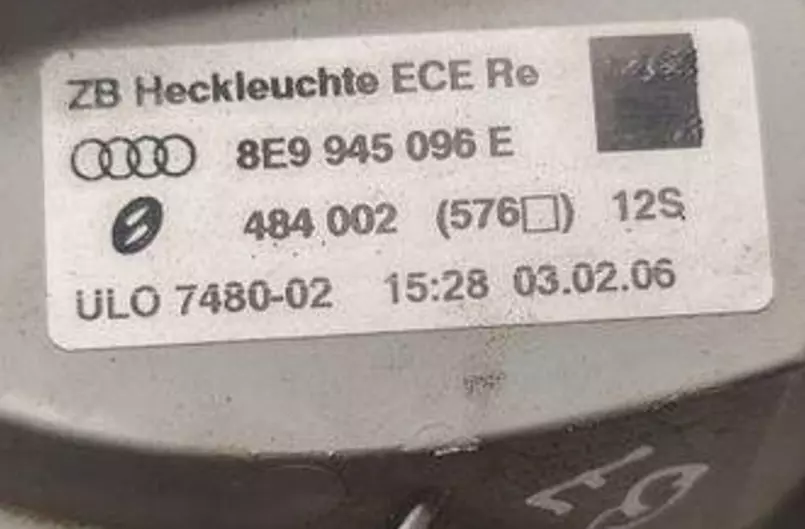 ZB Heckleuchte ECE Re
8E9 945 096 E
484 002 (576□) 12S
ULO 7480-02 15:28 03.02.06